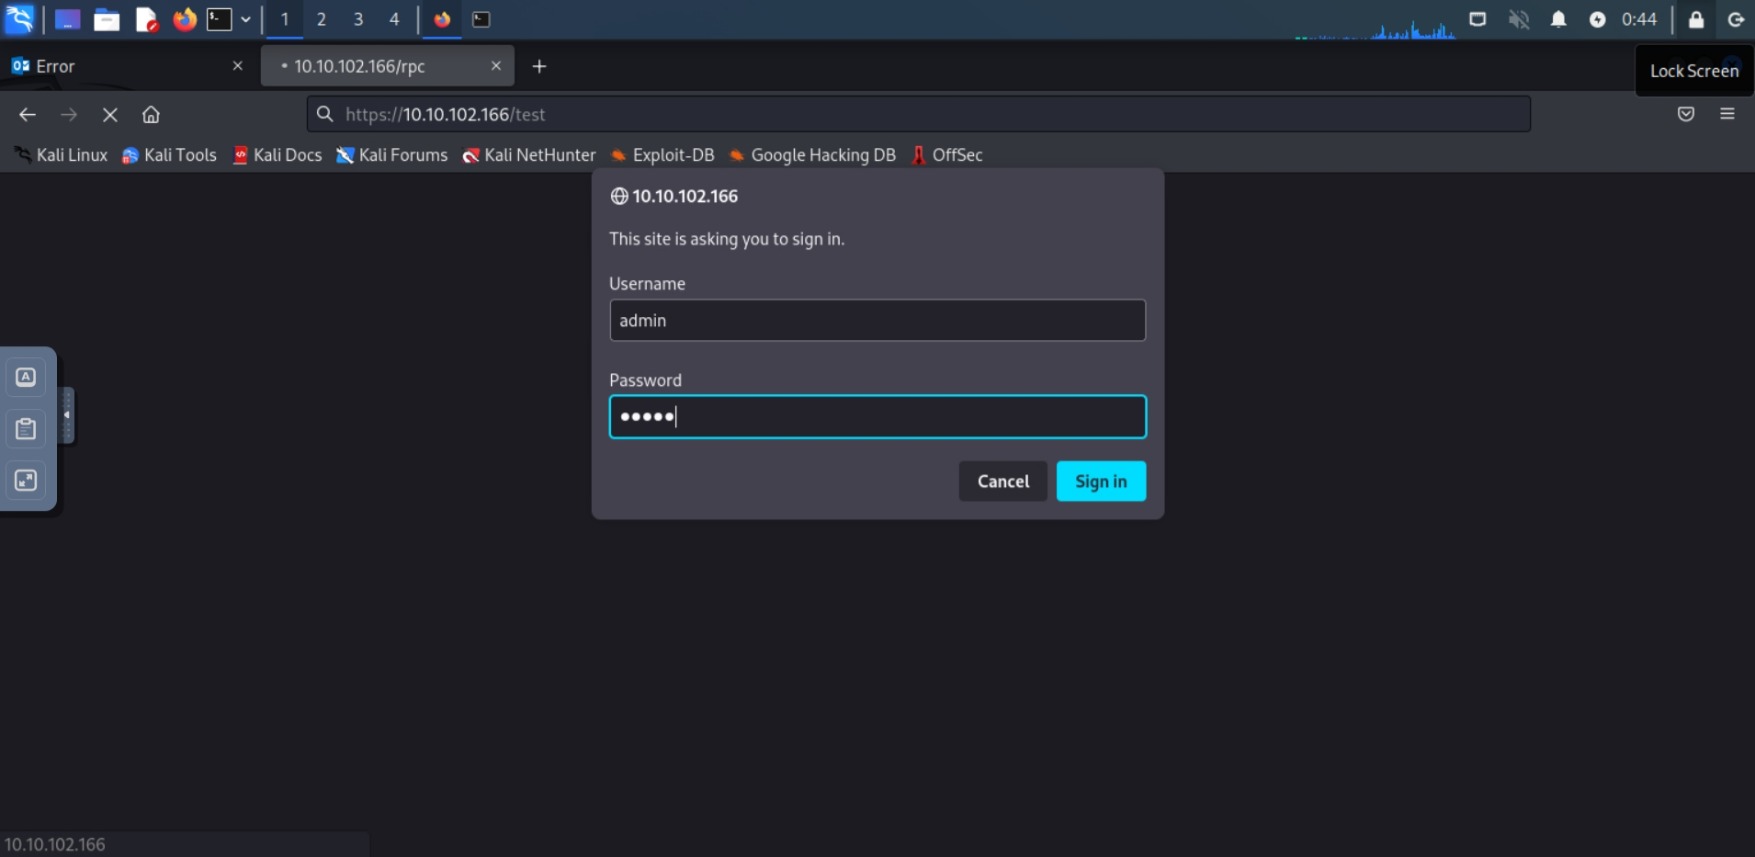 1 2 3 4 0:44
Error
10.10.102.166/rpc
Lock Screen
https://10.10.102.166/test
Kali Linux Kali Tools Kali Docs Kali Forums Kali NetHunter Exploit-DB Google Hacking DB OffSec
10.10.102.166
This site is asking you to sign in.
Username
admin
Password
•••••
Cancel Sign in
A
10.10.102.166